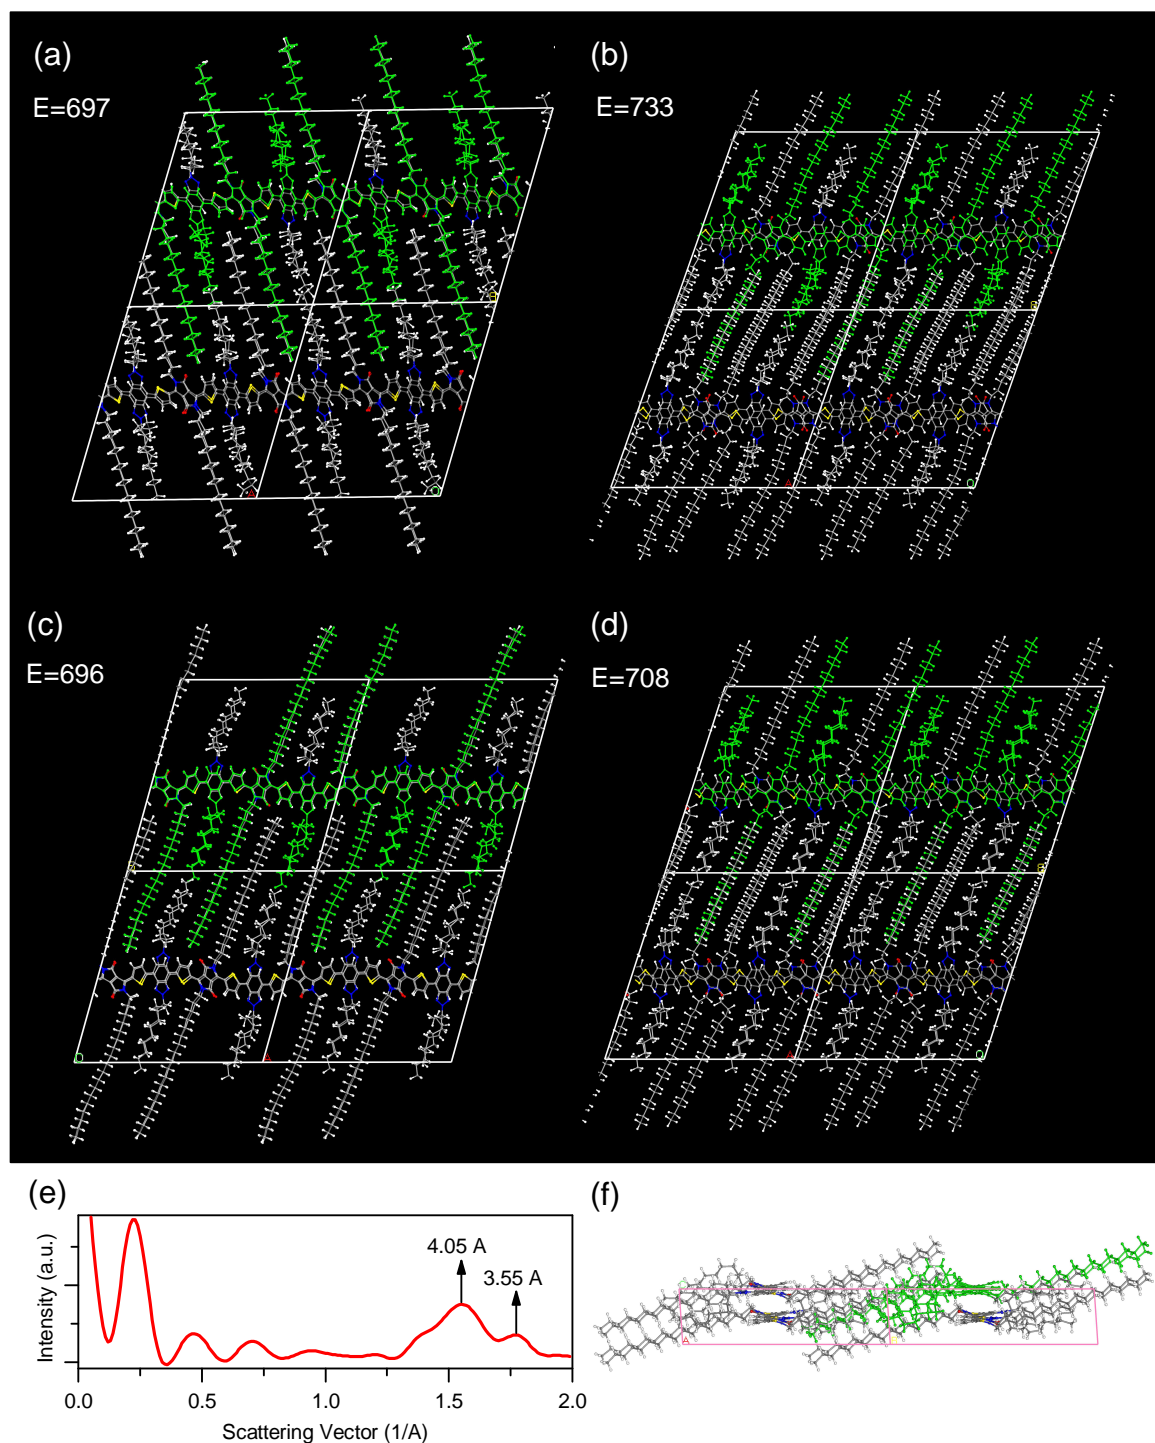 (a)
E=697
(b)
E=733
B
B
A
O
A
O
(c)
E=696
(d)
E=708
B
B
O
A
A
O
(e)
Intensity (a.u.)
4.05 A
3.55 A
0.0 0.5 1.0 1.5 2.0
Scattering Vector (1/A)
(f)